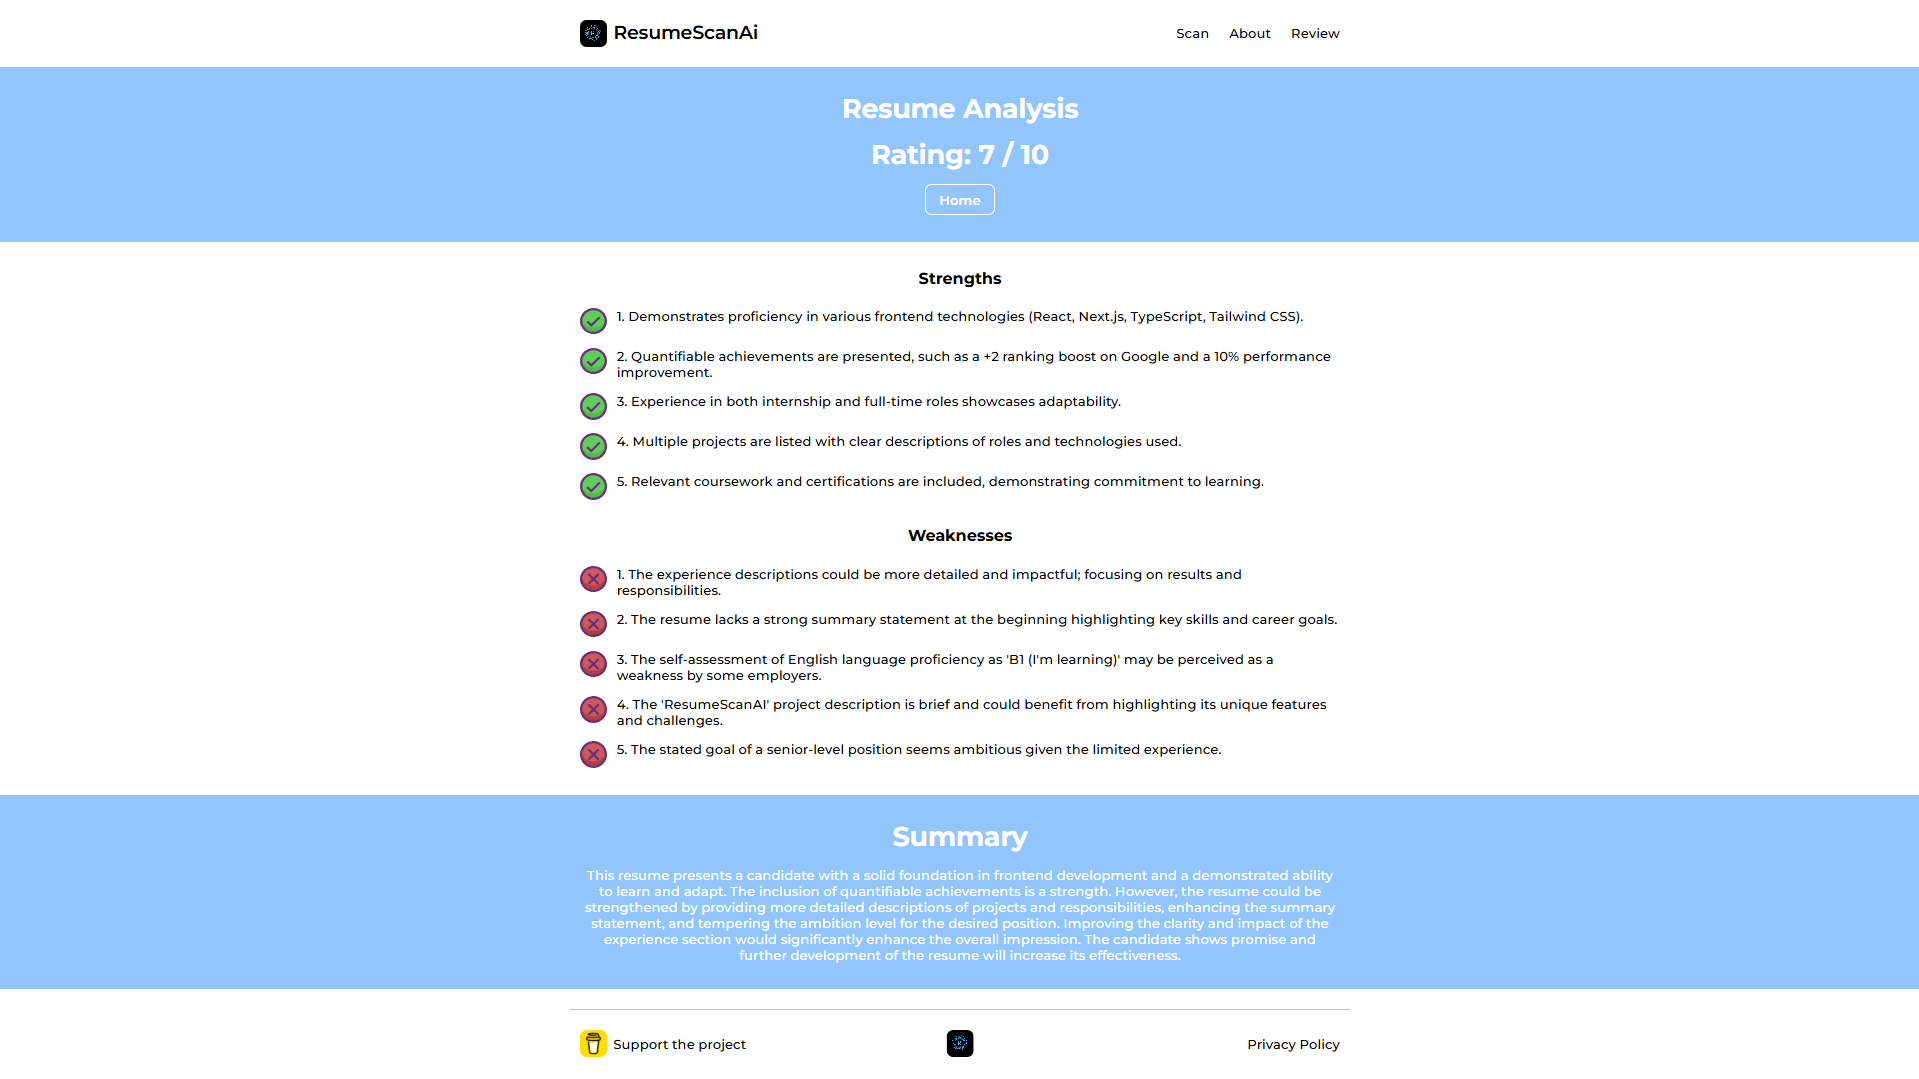 ResumeScanAi
Scan About Review
Resume Analysis
Rating: 7 / 10
Home
Strengths
1. Demonstrates proficiency in various frontend technologies (React, Next.js, TypeScript, Tailwind CSS).
2. Quantifiable achievements are presented, such as a +2 ranking boost on Google and a 10% performance
improvement.
3. Experience in both internship and full-time roles showcases adaptability.
4. Multiple projects are listed with clear descriptions of roles and technologies used.
5. Relevant coursework and certifications are included, demonstrating commitment to learning.
Weaknesses
1. The experience descriptions could be more detailed and impactful; focusing on results and
responsibilities.
2. The resume lacks a strong summary statement at the beginning highlighting key skills and career goals.
3. The self-assessment of English language proficiency as 'B1 (I'm learning)' may be perceived as a
weakness by some employers.
4. The 'ResumeScanAI' project description is brief and could benefit from highlighting its unique features
and challenges.
5. The stated goal of a senior-level position seems ambitious given the limited experience.
Summary
This resume presents a candidate with a solid foundation in frontend development and a demonstrated ability
to learn and adapt. The inclusion of quantifiable achievements is a strength. However, the resume could be
strengthened by providing more detailed descriptions of projects and responsibilities, enhancing the summary
statement, and tempering the ambition level for the desired position. Improving the clarity and impact of the
experience section would significantly enhance the overall impression. The candidate shows promise and
further development of the resume will increase its effectiveness.
Support the project
Privacy Policy